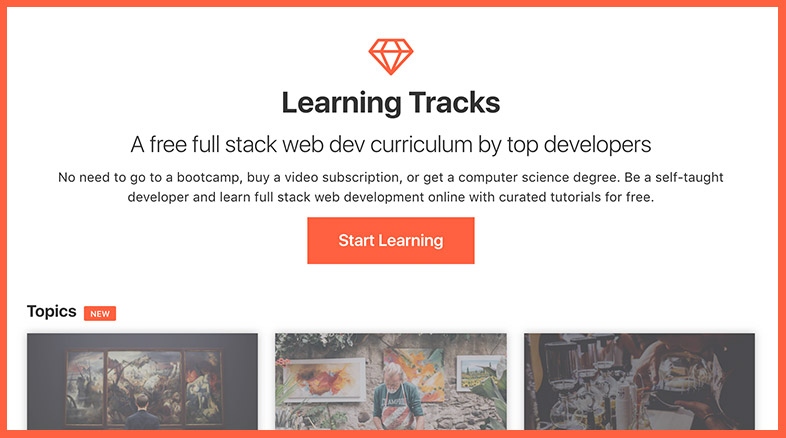 Learning Tracks
A free full stack web dev curriculum by top developers
No need to go to a bootcamp, buy a video subscription, or get a computer science degree. Be a self-taught
developer and learn full stack web development online with curated tutorials for free.
Start Learning
Topics NEW